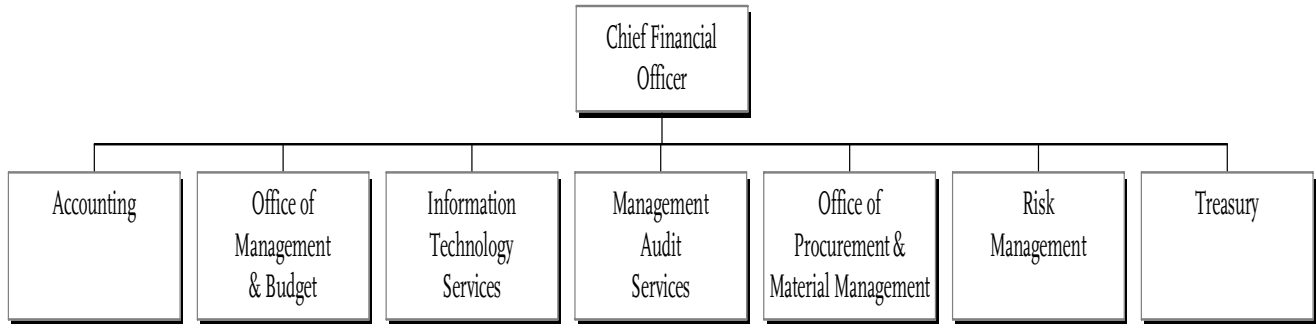 Chief Financial
Officer
Accounting
Office of
Management
& Budget
Information
Technology
Services
Management
Audit
Services
Office of
Procurement &
Material Management
Risk
Management
Treasury